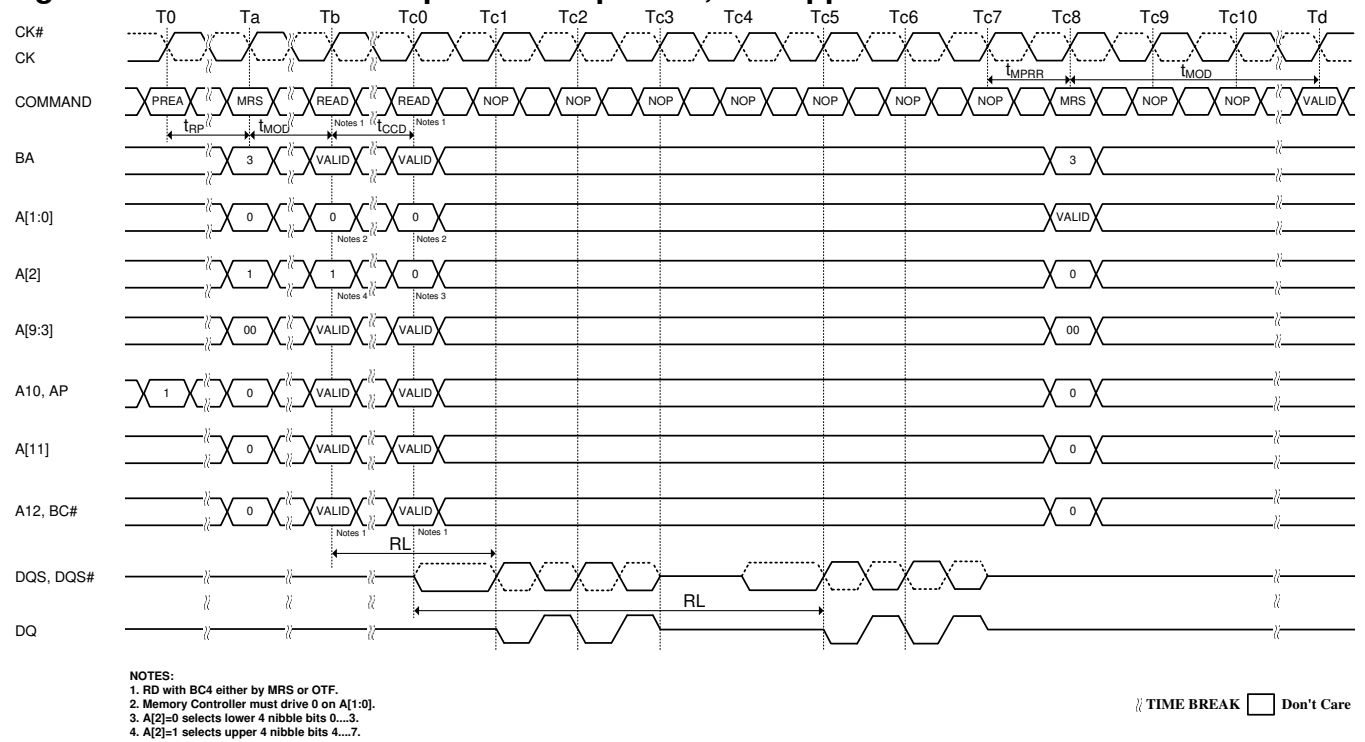 T0 Ta Tb Tc0 Tc1 Tc2 Tc3 Tc4 Tc5 Tc6 Tc7 Tc8 Tc9 Tc10 Td
CK#
CK
tMPRR tMOD
COMMAND PREA MRS READ READ NOP NOP NOP NOP NOP NOP NOP MRS NOP NOP VALID
Notes 1 Notes 1
tRP tMOD tCCD
BA 3 VALID VALID 3
A[1:0] 0 0 0 VALID
Notes 2 Notes 2
A[2] 1 1 0 0
Notes 4 Notes 3
A[9:3] 00 VALID VALID 00
A10, AP 1 0 VALID VALID 0
A[11] 0 VALID VALID 0
A12, BC# 0 VALID VALID 0
Notes 1 Notes 1
RL
DQS, DQS#
RL
DQ
NOTES:
1. RD with BC4 either by MRS or OTF.
2. Memory Controller must drive 0 on A[1:0].
3. A[2]=0 selects lower 4 nibble bits 0....3.
4. A[2]=1 selects upper 4 nibble bits 4....7.
TIME BREAK Don't Care